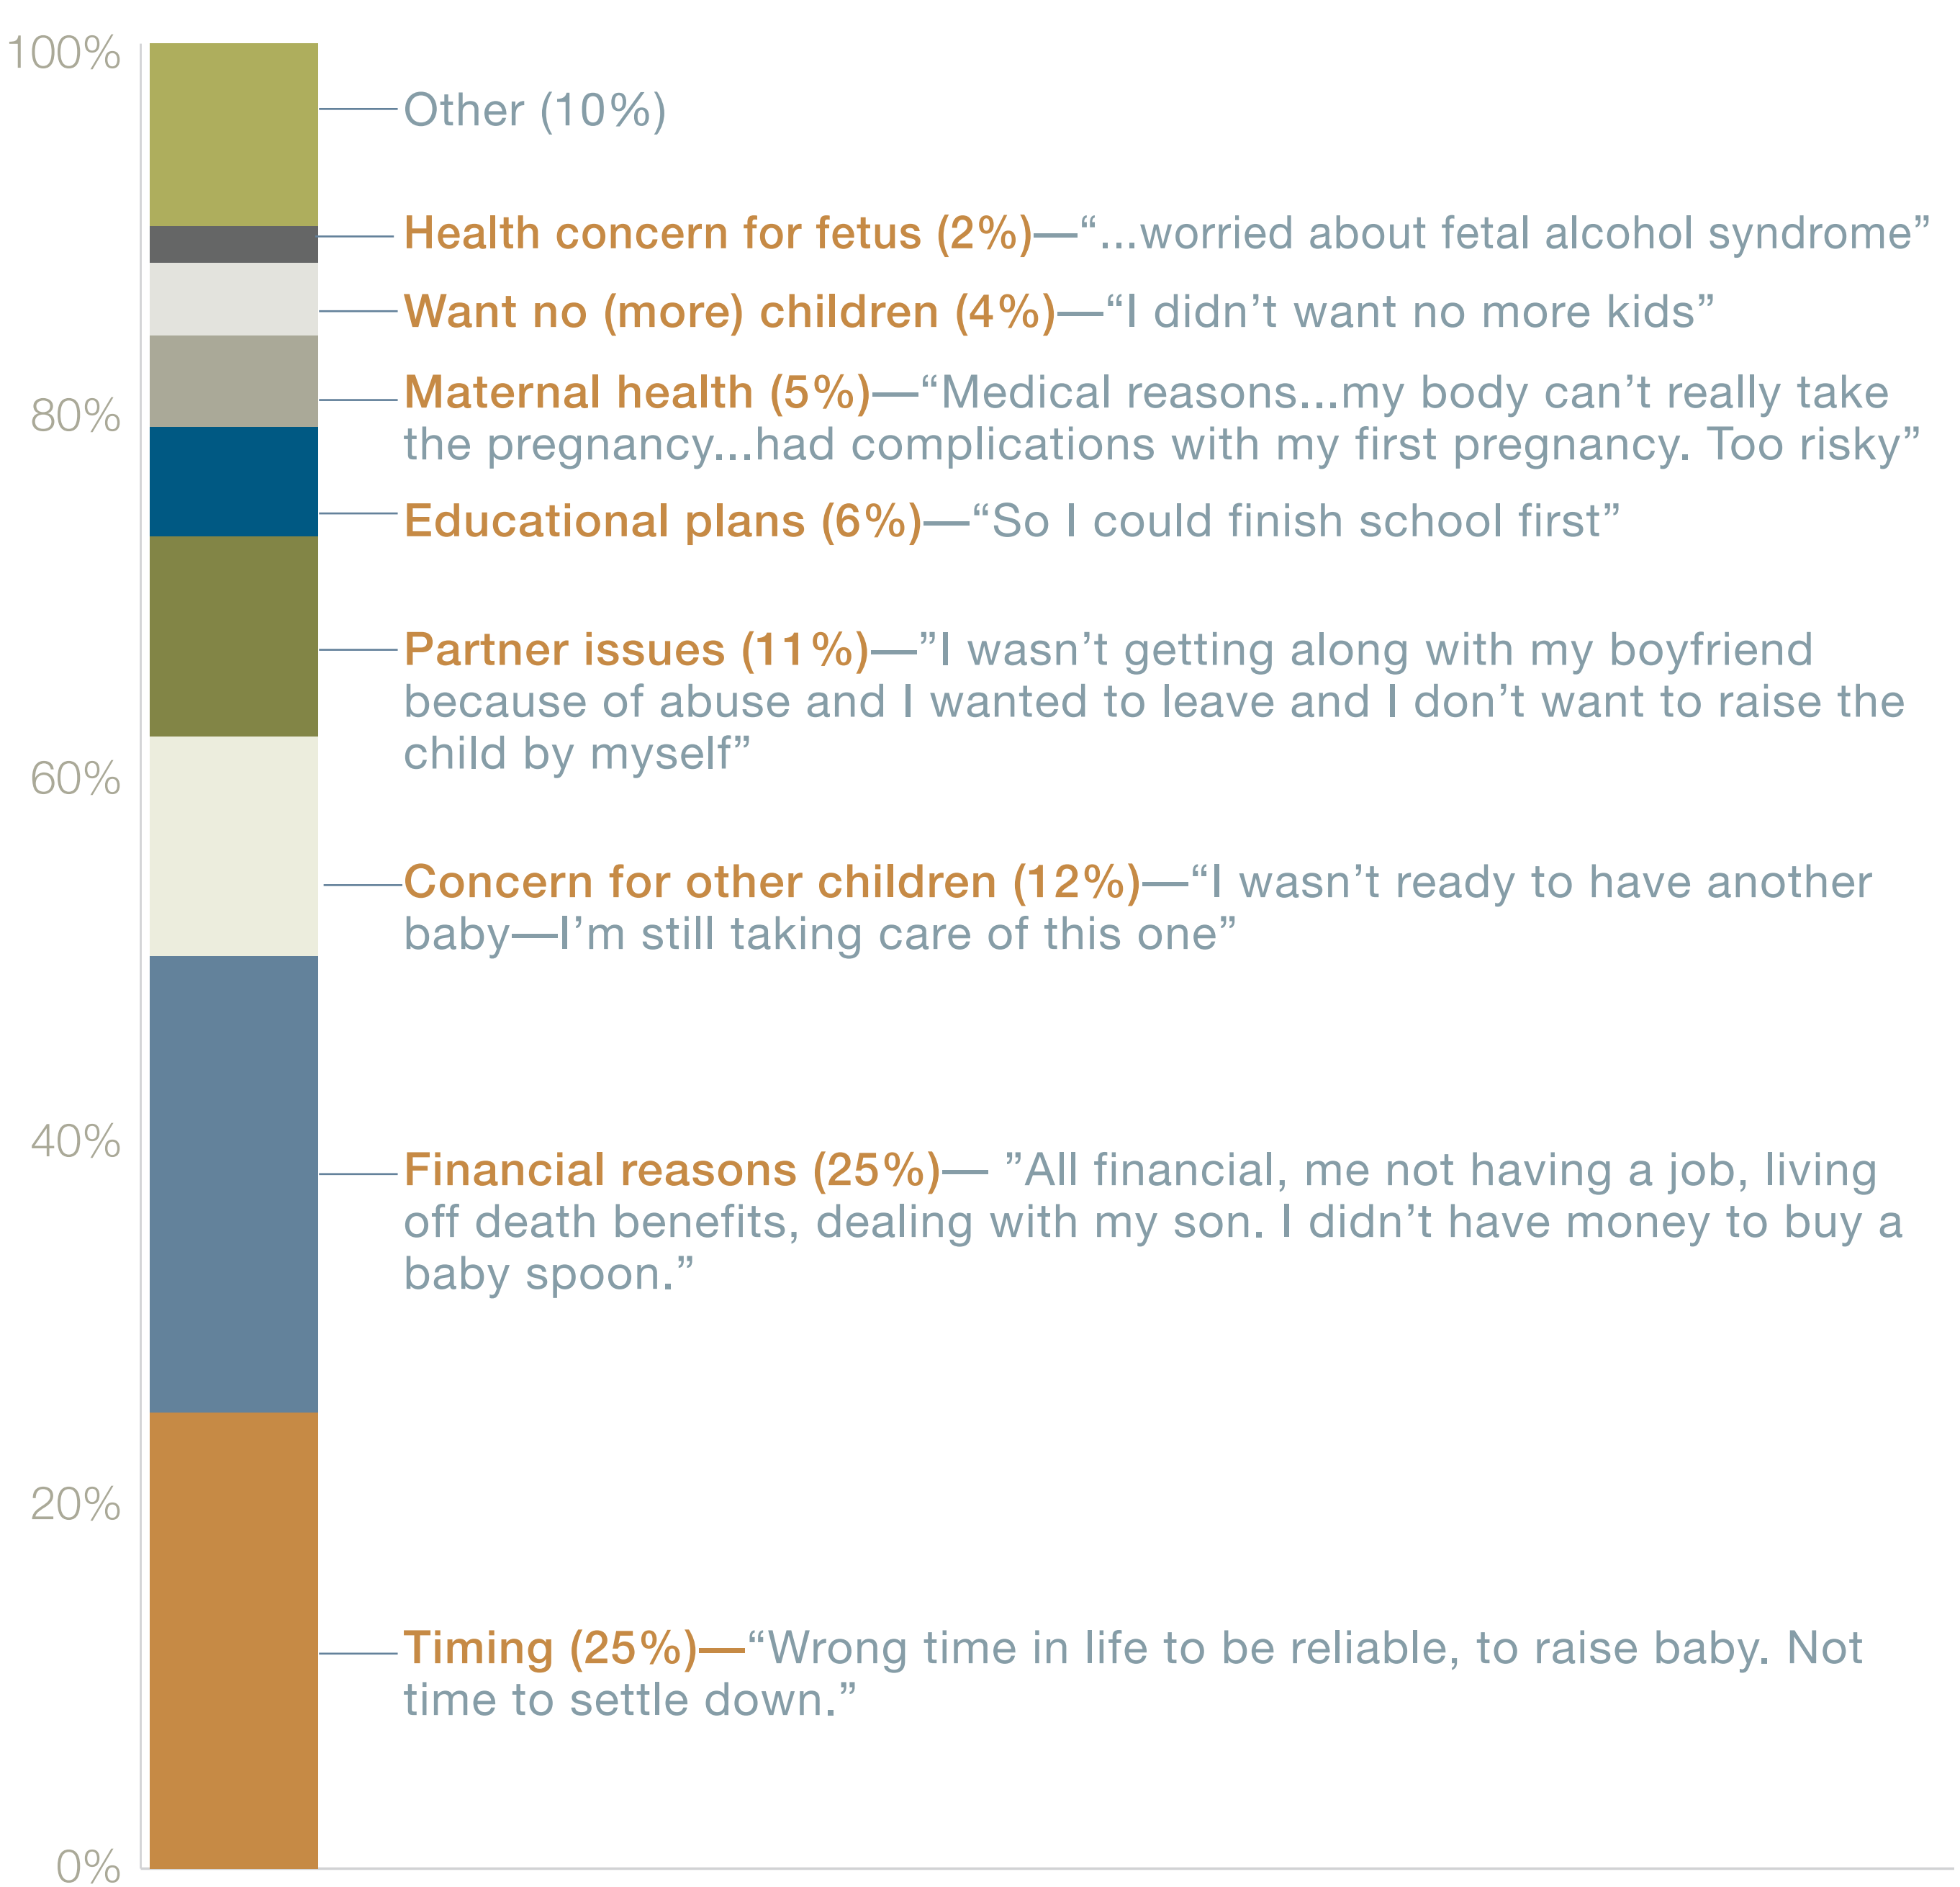 100%
Other (10%)
Health concern for fetus (2%)—“...worried about fetal alcohol syndrome”
Want no (more) children (4%)—“I didn’t want no more kids”
Maternal health (5%)—“Medical reasons...my body can’t really take
80%
the pregnancy...had complications with my first pregnancy. Too risky”
Educational plans (6%)—“So I could finish school first”
Partner issues (11%)—”I wasn’t getting along with my boyfriend
because of abuse and I wanted to leave and I don’t want to raise the
child by myself”
60%
Concern for other children (12%)—“I wasn’t ready to have another
baby—I’m still taking care of this one”
40%
Financial reasons (25%)— ”All financial, me not having a job, living
off death benefits, dealing with my son. I didn’t have money to buy a
baby spoon.”
20%
Timing (25%)—“Wrong time in life to be reliable, to raise baby. Not
time to settle down.”
0%